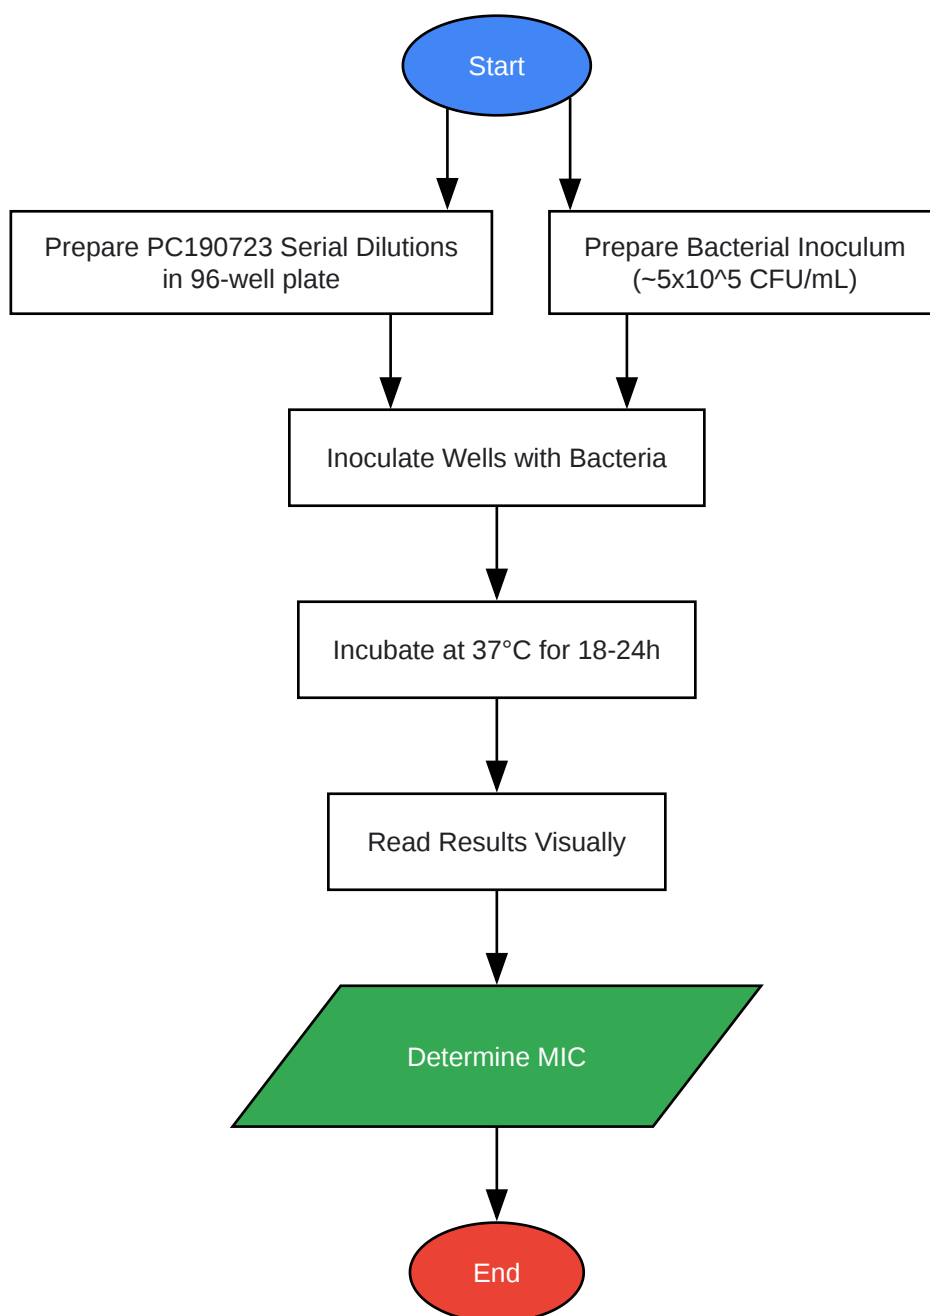 Start
Prepare PC190723 Serial Dilutions
in 96-well plate
Prepare Bacterial Inoculum
(~5x10^5 CFU/mL)
Inoculate Wells with Bacteria
Incubate at 37°C for 18-24h
Read Results Visually
Determine MIC
End